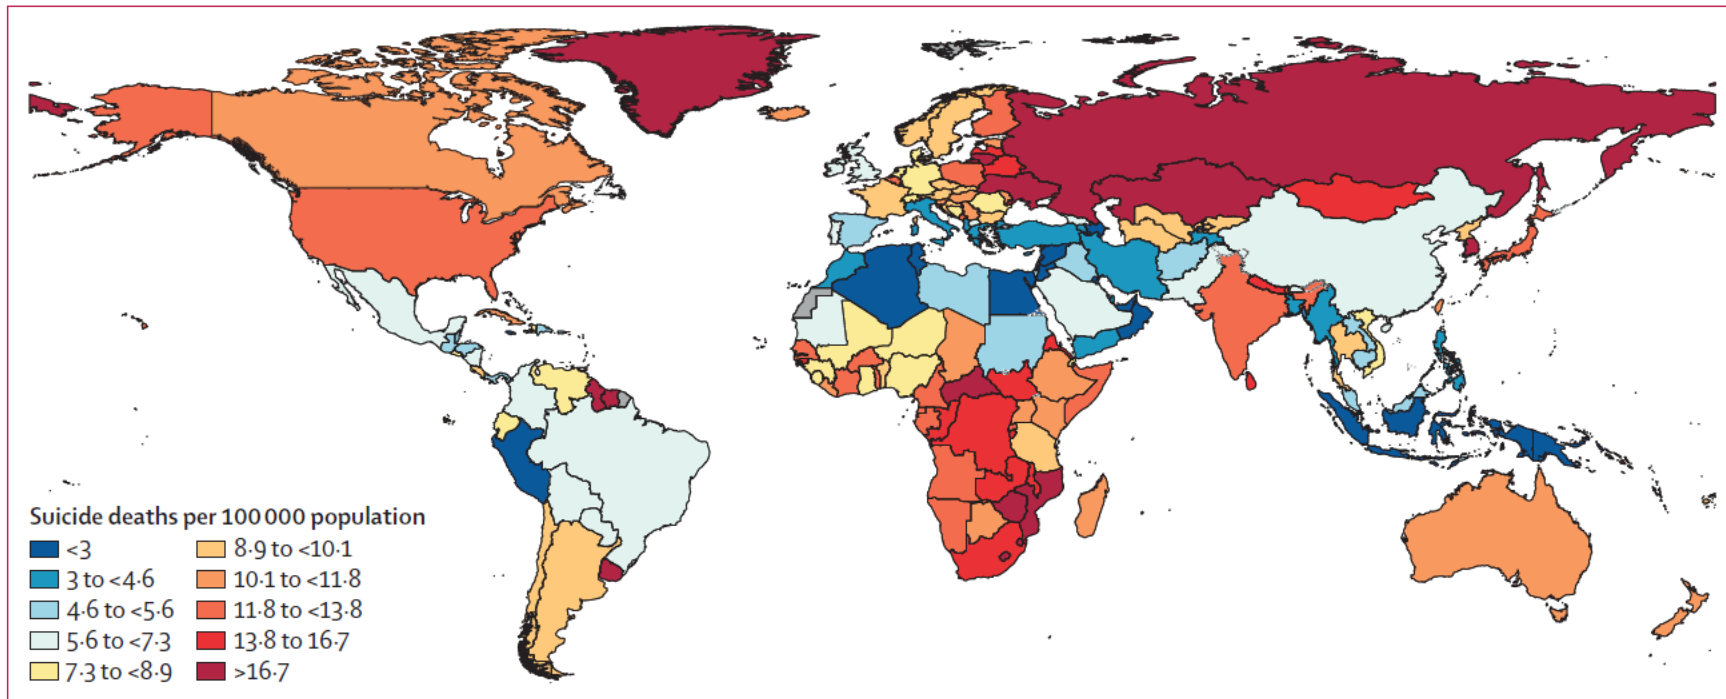 Suicide deaths per 100 000 population
<3
3 to <4·6
4·6 to <5·6
5·6 to <7·3
7·3 to <8·9
8·9 to <10·1
10·1 to <11·8
11·8 to <13·8
13·8 to 16·7
>16·7